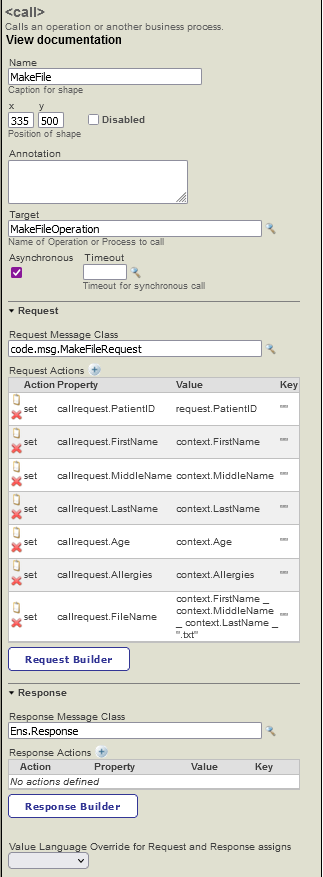 <call>
Calls an operation or another business process.
View documentation
Name
MakeFile
Caption for shape
x y
335 500 Disabled
Position of shape
Annotation
Target
MakeFileOperation
Name of Operation or Process to call
Asynchronous Timeout
Timeout for synchronous call
Request
Request Message Class
code.msg.MakeFileRequest
Request Actions
Action Property Value Key
set callrequest.PatientID request.PatientID ""
set callrequest.FirstName context.FirstName ""
set callrequest.MiddleName context.MiddleName ""
set callrequest.LastName context.LastName ""
set callrequest.Age context.Age ""
set callrequest.Allergies context.Allergies ""
context.FirstName _
context.MiddleName
set callrequest.FileName _ context.LastName _ ""
".txt"
Request Builder
Response
Response Message Class
Ens.Response
Response Actions
Action Property Value Key
No actions defined
Response Builder
Value Language Override for Request and Response assigns